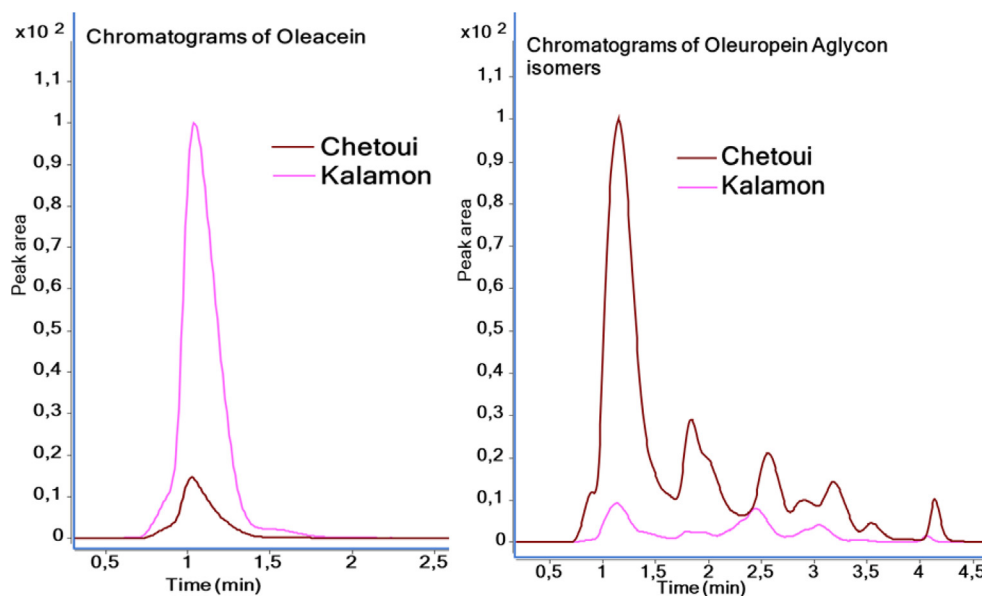 x10 2
Chromatograms of Oleacein
1,1
1
0,9
0,8
0,7
0,6
0,5
0,4
0,3
0,2
0,1
0
Peak area
Chetoui
Kalamon
0,5 1 1,5 2 2,5
Time (min)
x10 2
Chromatograms of Oleuropein Aglycon
isomers
1,1
1
0,9
0,8
0,7
0,6
0,5
0,4
0,3
0,2
0,1
0
Peak area
Chetoui
Kalamon
0,5 1 1,5 2 2,5 3 3,5 4 4,5
Time (min)